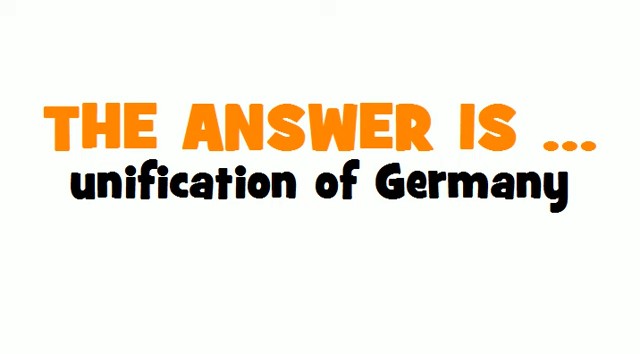 THE ANSWER IS ...
unification of Germany